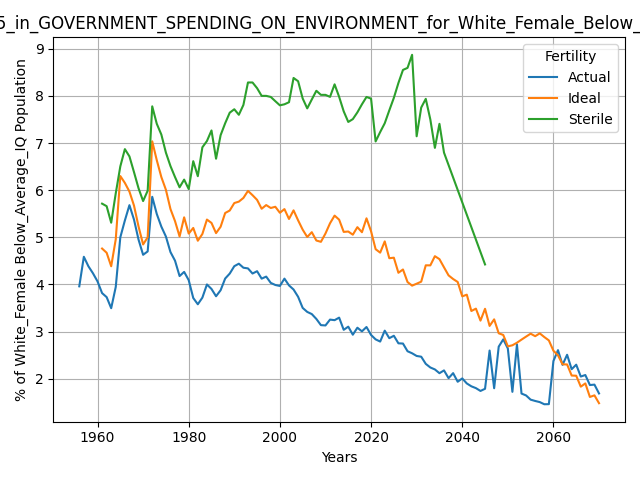 5_in_GOVERNMENT_SPENDING_ON_ENVIRONMENT_for_White_Female_Below_
9
8
7
6
5
4
3
2
% of White_Female Below_Average_IQ Population
Fertility
Actual
Ideal
Sterile
1960
1980
2000
2020
2040
2060
Years